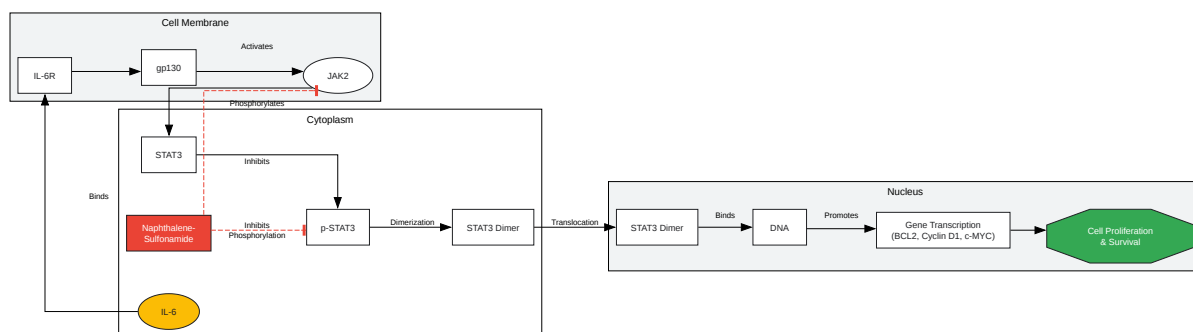 Cell Membrane
Activates
IL-6R
gp130
JAK2
Phosphorylates
Cytoplasm
STAT3
Inhibits
Binds
Naphthalene-
Sulfonamide
Inhibits
Phosphorylation
p-STAT3
Dimerization
STAT3 Dimer
Translocation
IL-6
Nucleus
STAT3 Dimer
Binds
DNA
Promotes
Gene Transcription
(BCL2, Cyclin D1, c-MYC)
Cell Proliferation
& Survival